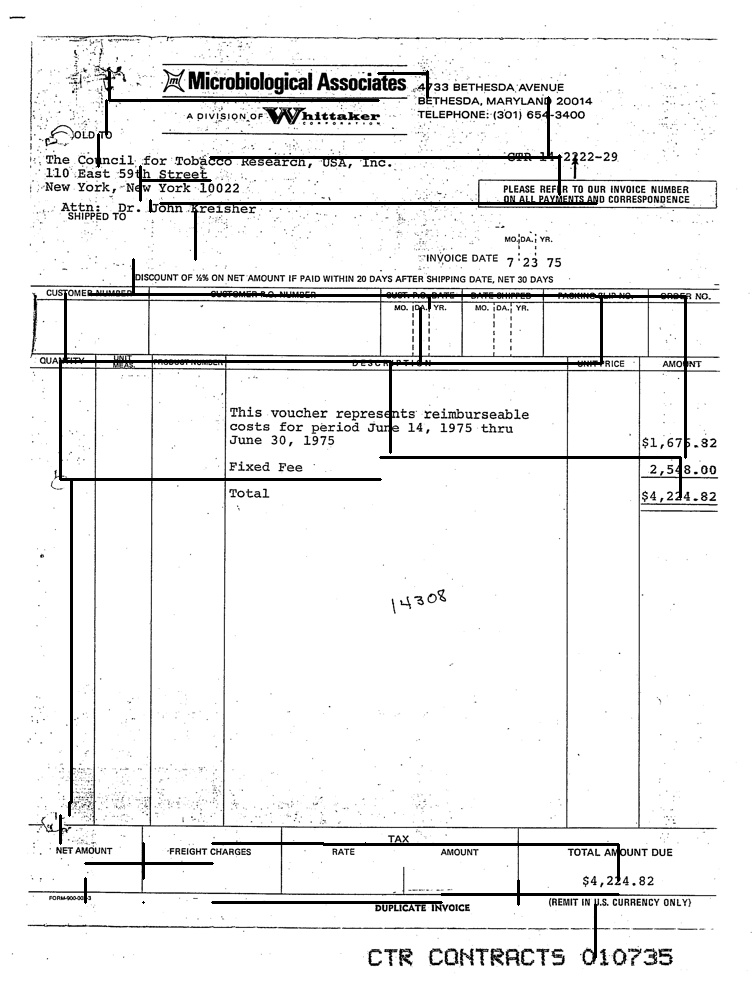 Microbiological Associates
A DIVISION OF Whittaker
CORPORATION
4733 BETHESDA AVENUE
BETHESDA, MARYLAND 20014
TELEPHONE: (301) 654-3400
SOLD TO
The Council for Tobacco Research, USA, Inc.
110 East 59th Street
New York, New York 10022
Attn: Dr. John Kreisher
SHIPPED TO
CTR 14-2222-29
PLEASE REFER TO OUR INVOICE NUMBER
ON ALL PAYMENTS AND CORRESPONDENCE
MO. DA. YR.
INVOICE DATE 7 23 75
DISCOUNT OF ½% ON NET AMOUNT IF PAID WITHIN 20 DAYS AFTER SHIPPING DATE, NET 30 DAYS
CUSTOMER NUMBER CUSTOMER P.O. NUMBER CUST. P.O. DATE DATE SHIPPED PACKING SLIP NO. ORDER NO.
MO. DA. YR. MO. DA. YR.
QUANTITY UNIT MEAS. PRODUCT NUMBER DESCRIPTION UNIT PRICE AMOUNT
This voucher represents reimburseable
costs for period June 14, 1975 thru
June 30, 1975 $1,676.82
Fixed Fee 2,548.00
Total $4,224.82
14308
TAX
NET AMOUNT FREIGHT CHARGES RATE AMOUNT TOTAL AMOUNT DUE
$4,224.82
DUPLICATE INVOICE (REMIT IN U.S. CURRENCY ONLY)
CTR CONTRACTS 010735